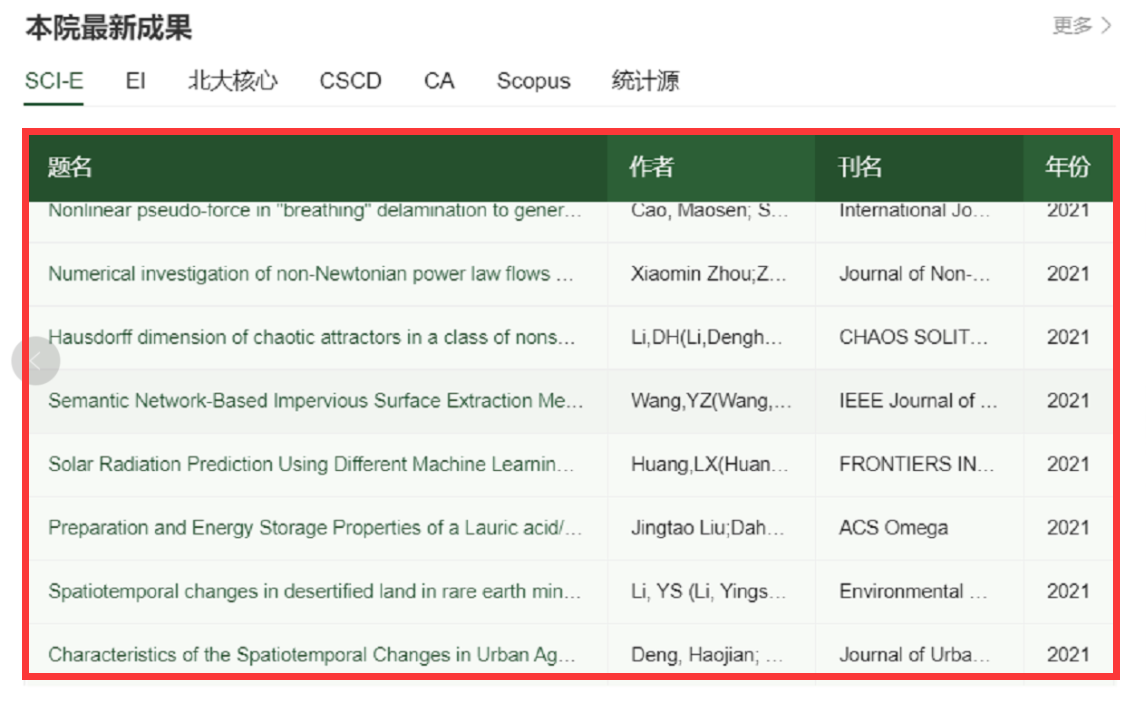 本院最新成果 更多
SCI-E EI 北大核心 CSCD CA Scopus 统计源
题名 作者 刊名 年份
Nonlinear pseudo-force in "breathing" delamination to gener... Cao, Maosen; S... International Jo... 2021
Numerical investigation of non-Newtonian power law flows ... Xiaomin Zhou;Z... Journal of Non-... 2021
Hausdorff dimension of chaotic attractors in a class of nons... Li,DH(Li,Dengh... CHAOS SOLIT... 2021
Semantic Network-Based Impervious Surface Extraction Me... Wang,YZ(Wang,... IEEE Journal of ... 2021
Solar Radiation Prediction Using Different Machine Learnin... Huang,LX(Huan... FRONTIERS IN... 2021
Preparation and Energy Storage Properties of a Lauric acid/... Jingtao Liu;Dah... ACS Omega 2021
Spatiotemporal changes in desertified land in rare earth min... Li, YS (Li, Yings... Environmental ... 2021
Characteristics of the Spatiotemporal Changes in Urban Ag... Deng, Haojian; ... Journal of Urba... 2021